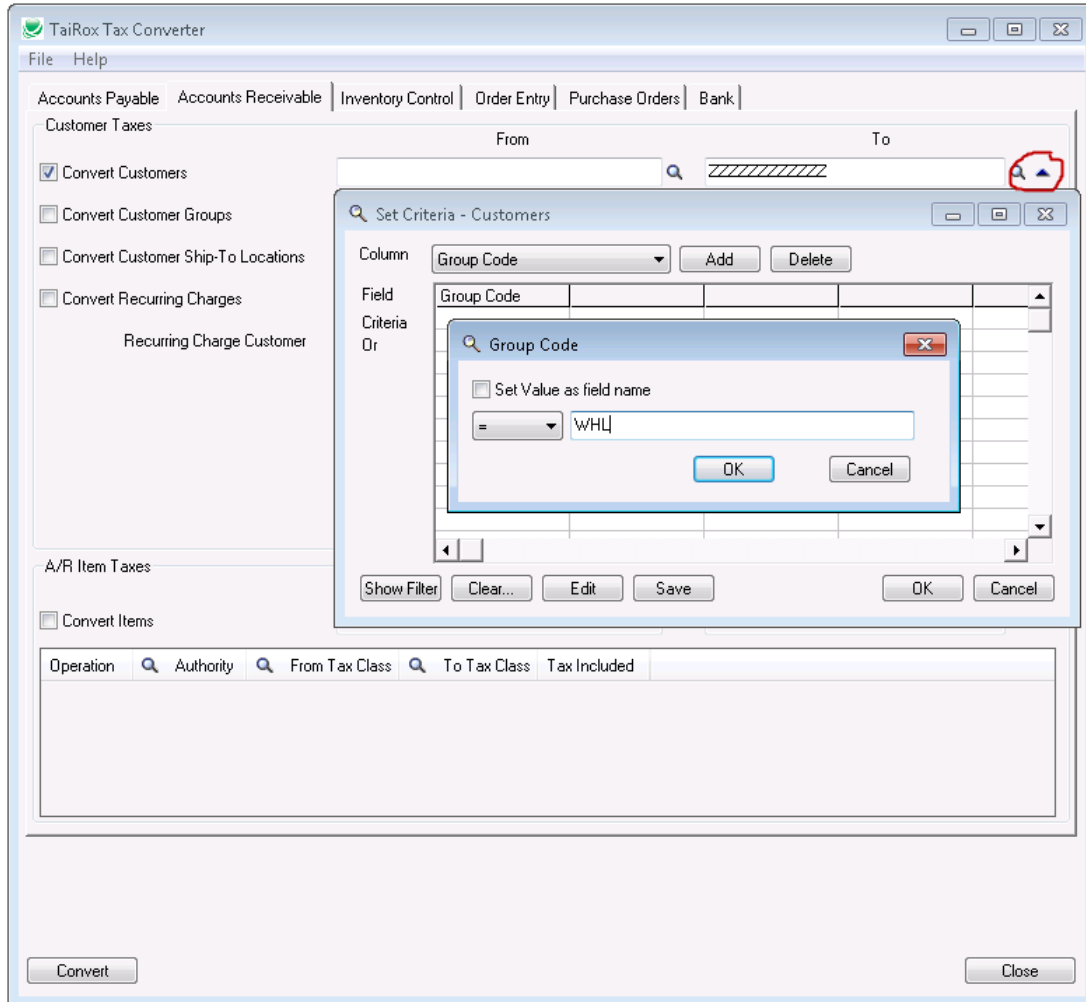 TaiRox Tax Converter
File Help
Accounts Payable Accounts Receivable Inventory Control Order Entry Purchase Orders Bank
Customer Taxes
From To
Convert Customers ZZZZZZZZZZZZ
Convert Customer Groups
Convert Customer Ship-To Locations
Convert Recurring Charges
Recurring Charge Customer
Set Criteria - Customers
Column Group Code Add Delete
Field Group Code
Criteria
Or
Group Code
Set Value as field name
= WHL
OK Cancel
Show Filter Clear... Edit Save OK Cancel
A/R Item Taxes
Convert Items
Operation Authority From Tax Class To Tax Class Tax Included
Convert Close